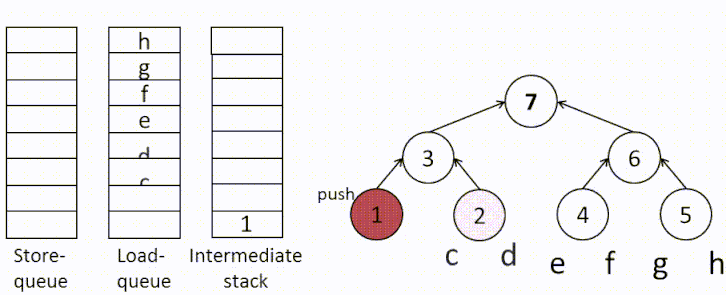 h
g
f
e
d
c
1
Store-
queue
Load-
queue
Intermediate
stack
7
3
6
push
1
2
4
5
c d e f g h